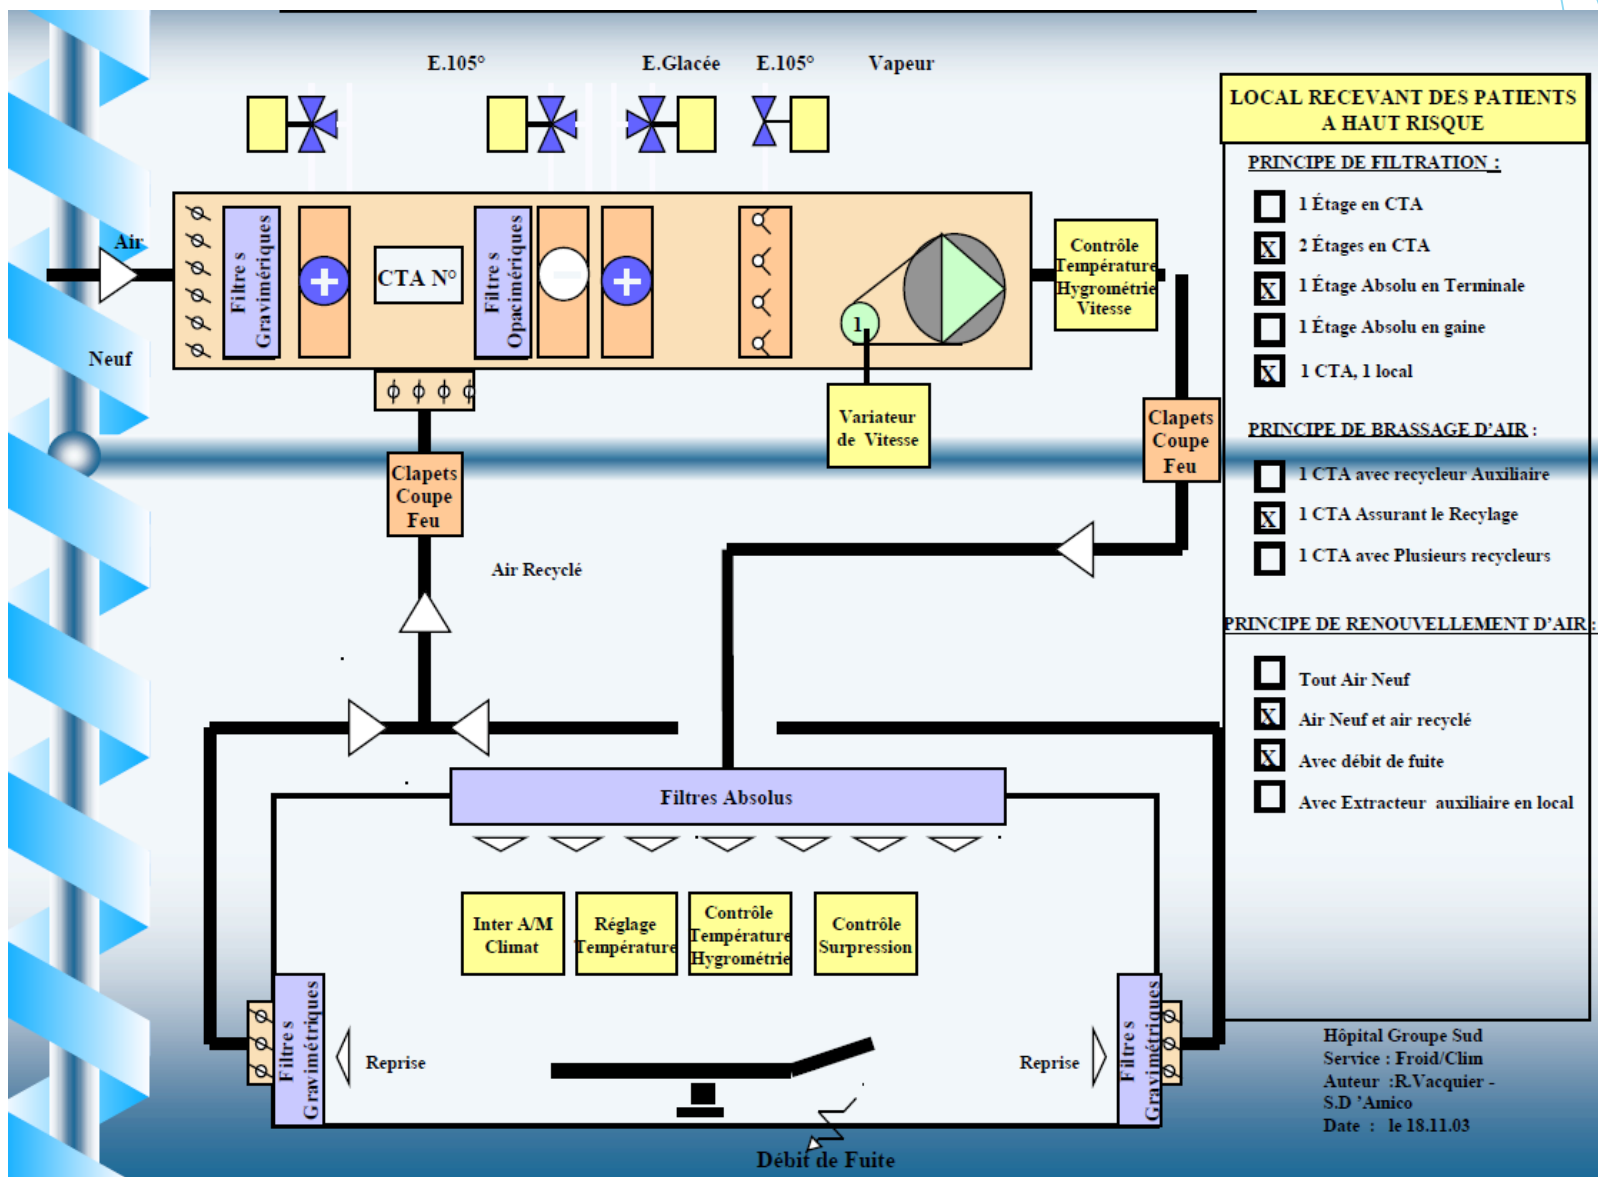 E.105°
E.Glacée
E.105°
Vapeur
Air
Neuf
Filtres
Gravimériques
+
CTA N°
Filtres
Opacimériques
−
+
1
Variateur
de Vitesse
Contrôle
Température
Hygrométrie
Vitesse
Clapets
Coupe
Feu
Clapets
Coupe
Feu
Air Recyclé
Filtres Absolus
Inter A/M
Climat
Réglage
Température
Contrôle
Température
Hygrométrie
Contrôle
Surpression
Filtres
Gravimétriques
Reprise
Reprise
Filtres
Gravimétriques
Débit de Fuite
LOCAL RECEVANT DES PATIENTS
A HAUT RISQUE
PRINCIPE DE FILTRATION :
1 Étage en CTA
X 2 Étages en CTA
X 1 Étage Absolu en Terminale
1 Étage Absolu en gaine
X 1 CTA, 1 local
PRINCIPE DE BRASSAGE D'AIR :
1 CTA avec recycleur Auxiliaire
X 1 CTA Assurant le Recylage
1 CTA avec Plusieurs recycleurs
PRINCIPE DE RENOUVELLEMENT D'AIR :
Tout Air Neuf
X Air Neuf et air recyclé
X Avec débit de fuite
Avec Extracteur auxiliaire en local
Hôpital Groupe Sud
Service : Froid/Clim
Auteur :R.Vacquier -
S.D ’Amico
Date : le 18.11.03